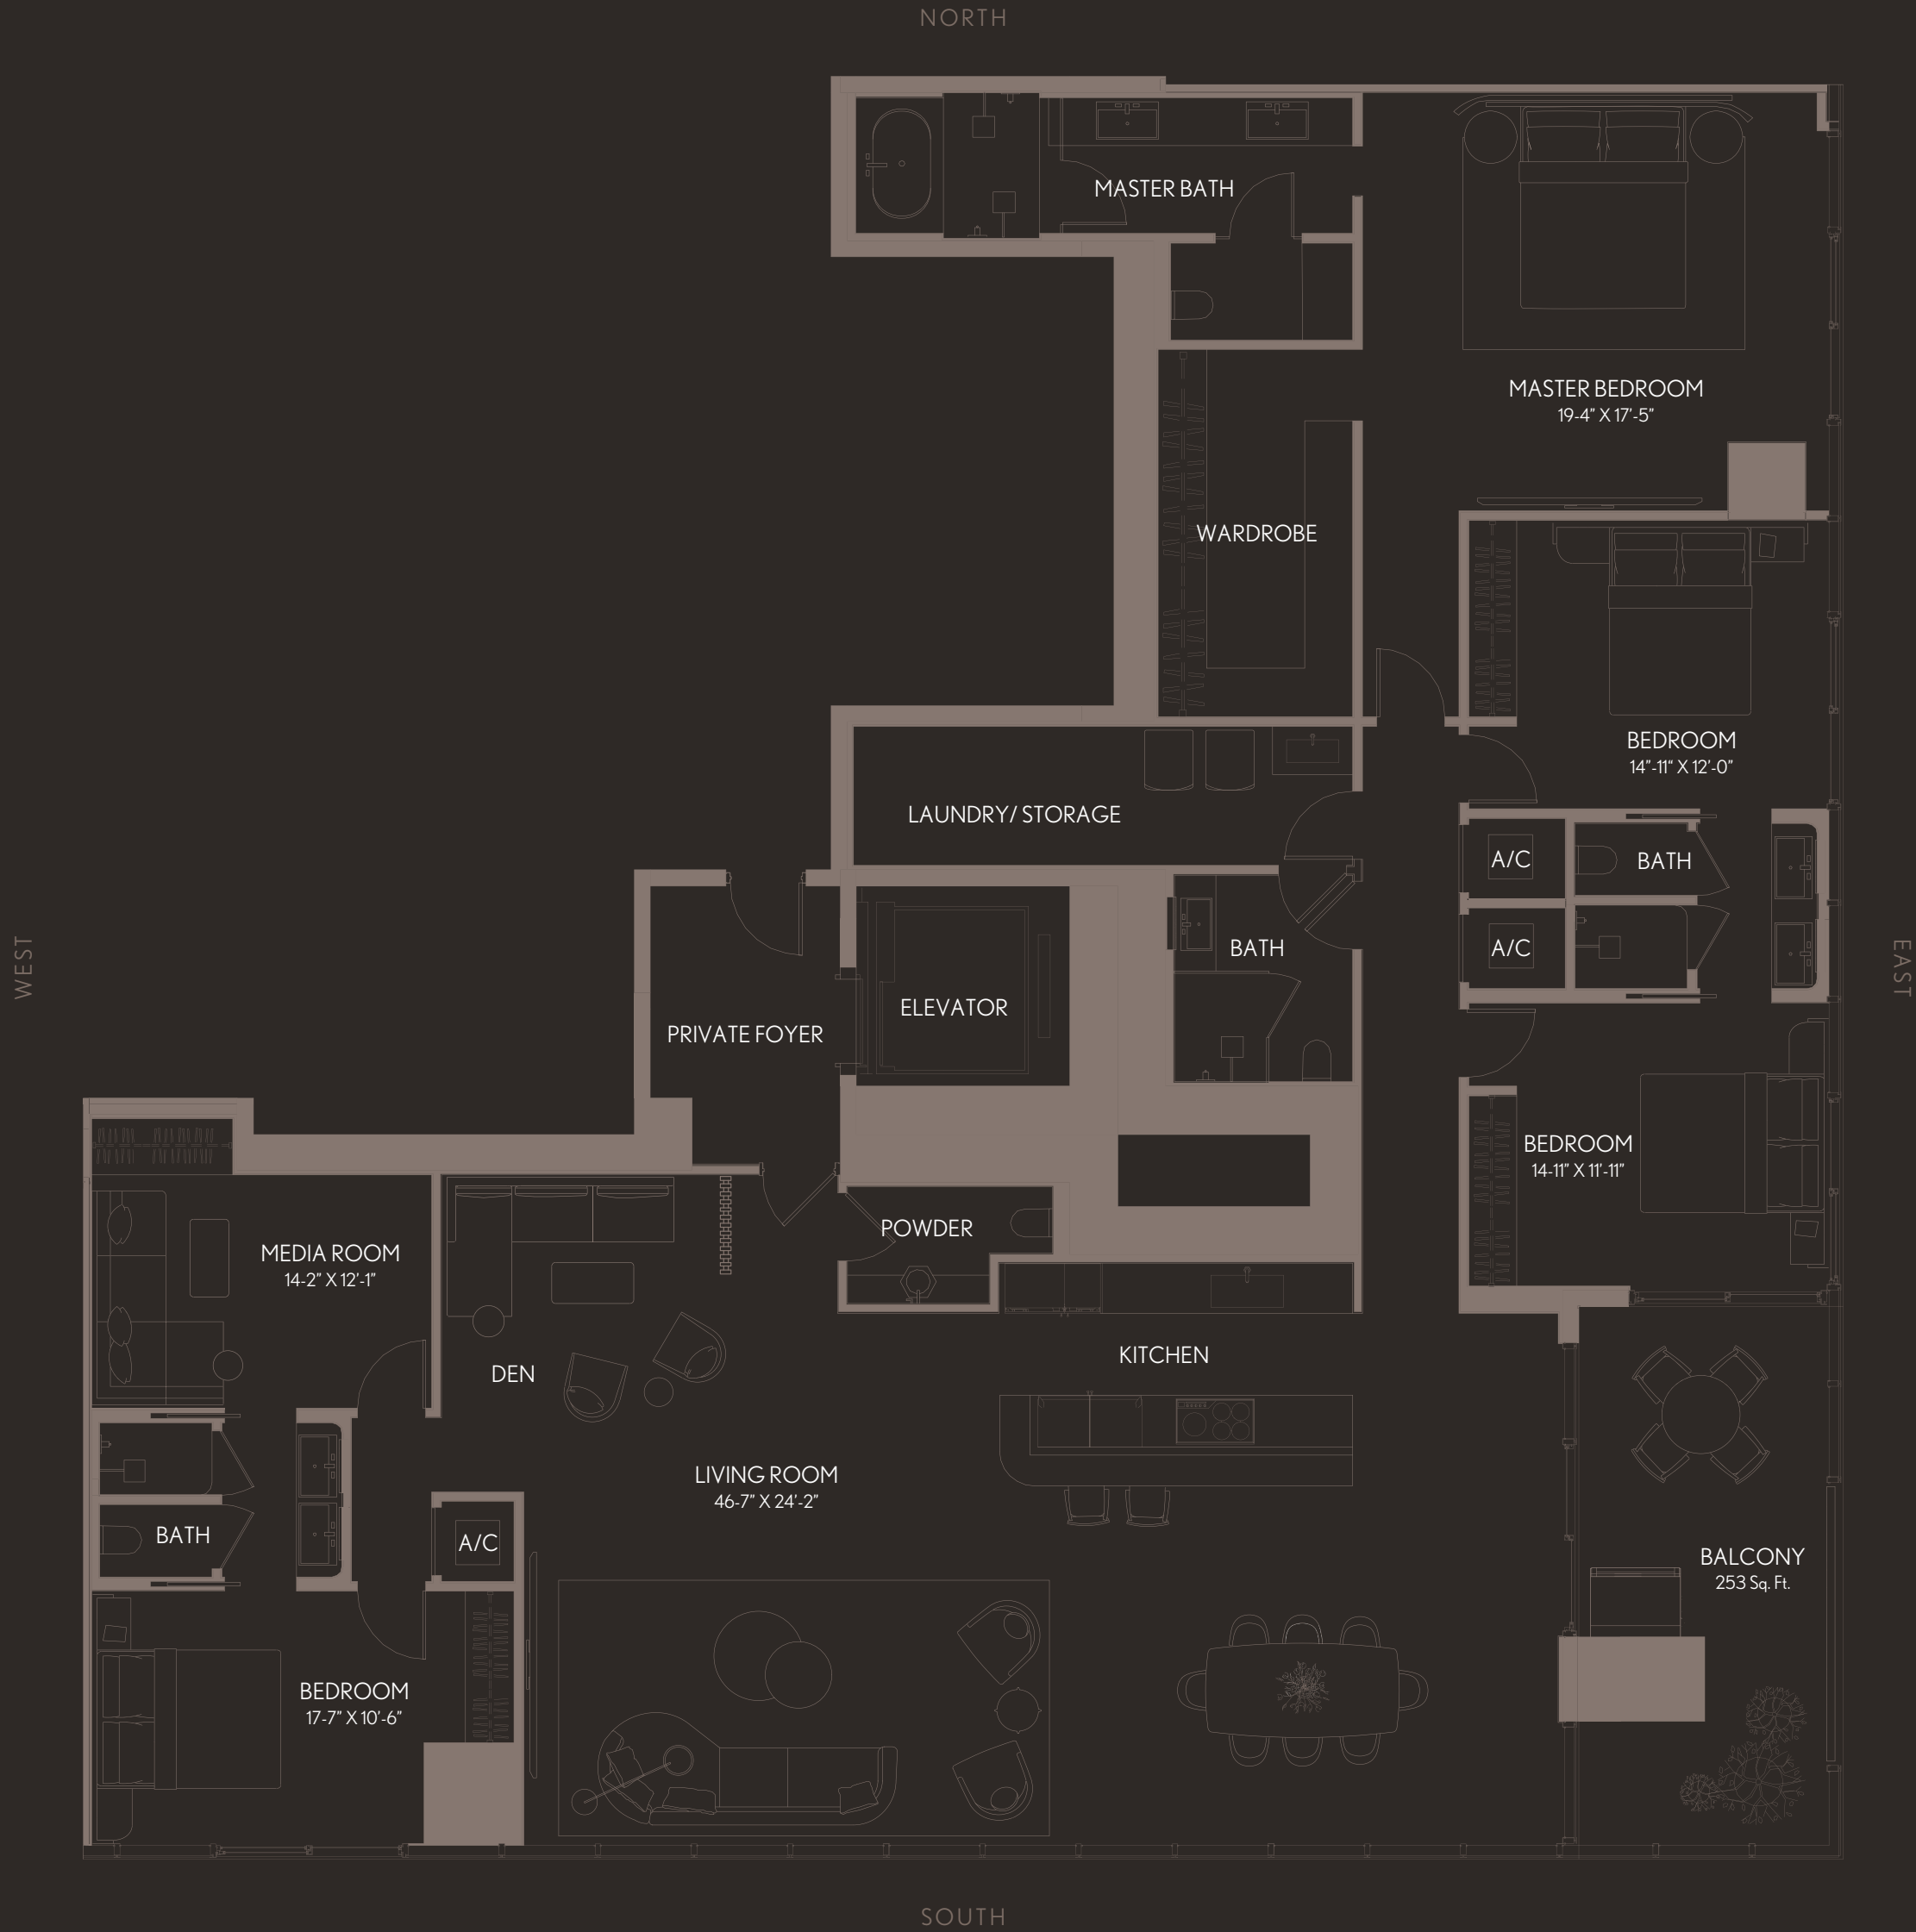 NORTH
MASTER BATH
MASTER BEDROOM
19-4” X 17'-5”
WARDROBE
BEDROOM
14”-11“ X 12'-0”
LAUNDRY/ STORAGE
A/C
BATH
WEST
EAST
A/C
BATH
ELEVATOR
PRIVATE FOYER
BEDROOM
14-11” X 11'-11”
POWDER
MEDIA ROOM
14-2” X 12'-1”
KITCHEN
DEN
LIVING ROOM
46-7” X 24'-2”
BATH
A/C
BALCONY
253 Sq. Ft.
BEDROOM
17-7” X 10'-6”
SOUTH